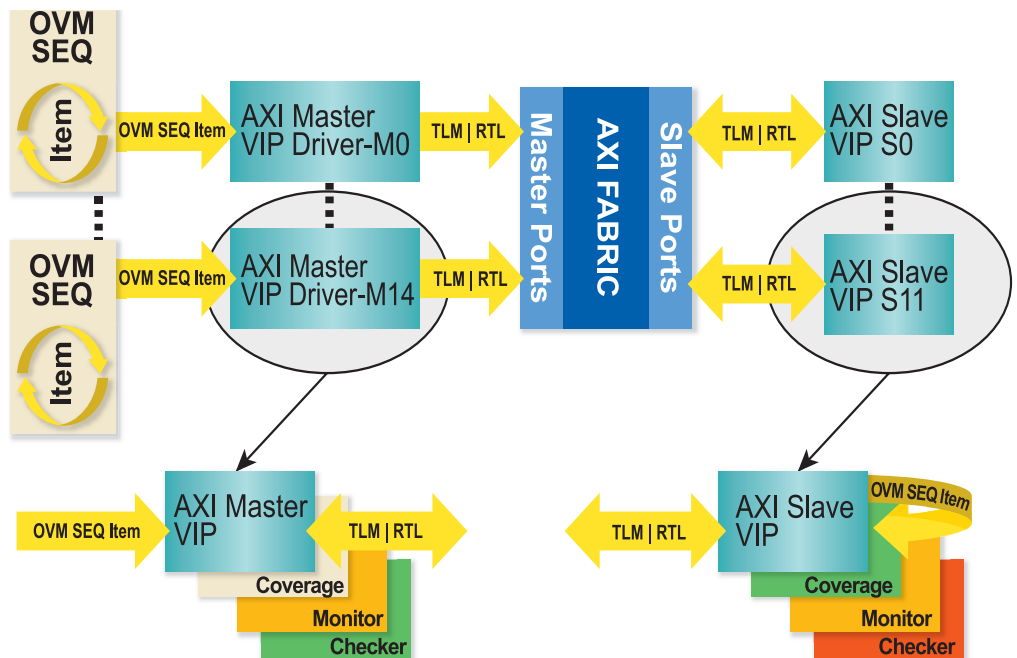 OVM
SEQ
Item
OVM SEQ Item
AXI Master
VIP Driver-M0
TLM | RTL
Master Ports
AXI FABRIC
Slave Ports
TLM | RTL
AXI Slave
VIP S0
OVM
SEQ
Item
OVM SEQ Item
AXI Master
VIP Driver-M14
TLM | RTL
TLM | RTL
AXI Slave
VIP S11
OVM SEQ Item
AXI Master
VIP
TLM | RTL
Coverage
Monitor
Checker
TLM | RTL
AXI Slave
VIP
OVM SEQ Item
Coverage
Monitor
Checker